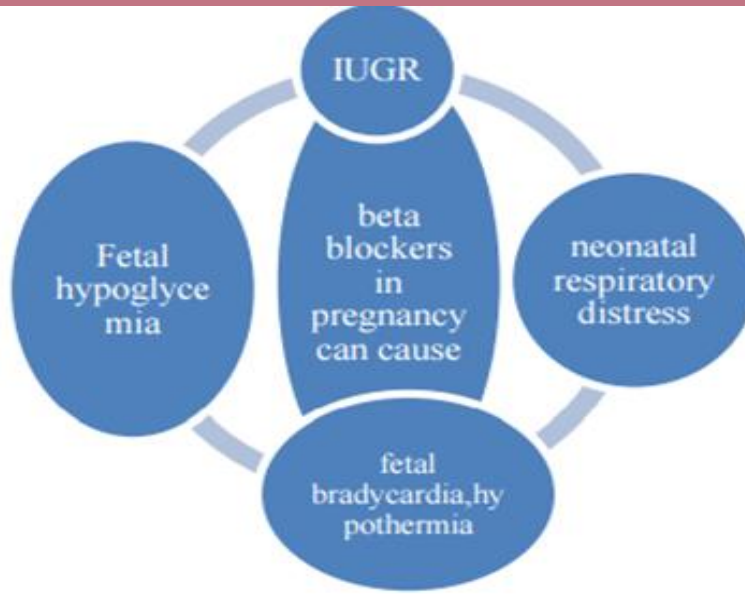 IUGR
beta
blockers
in
pregnancy
can cause
neonatal
respiratory
distress
fetal
bradycardia,hy
pothermia
Fetal
hypoglyce
mia